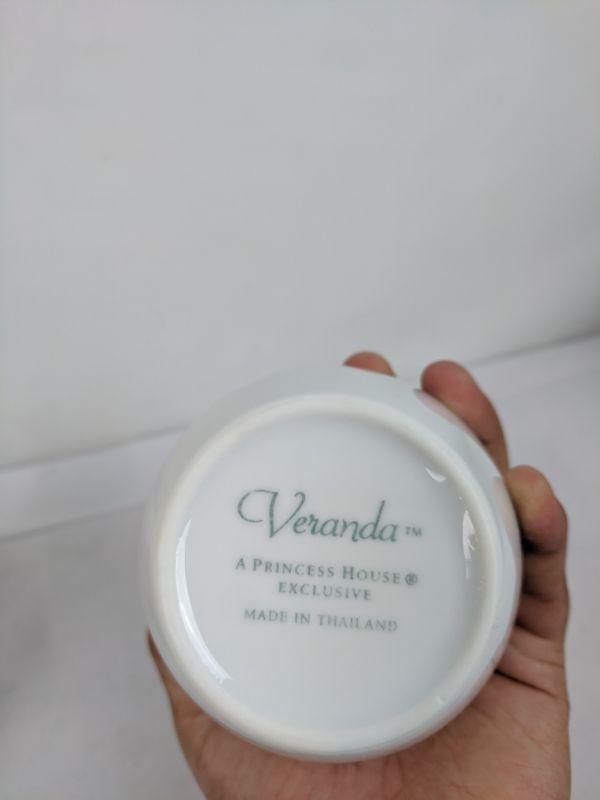 Veranda™
A PRINCESS HOUSE®
EXCLUSIVE
MADE IN THAILAND